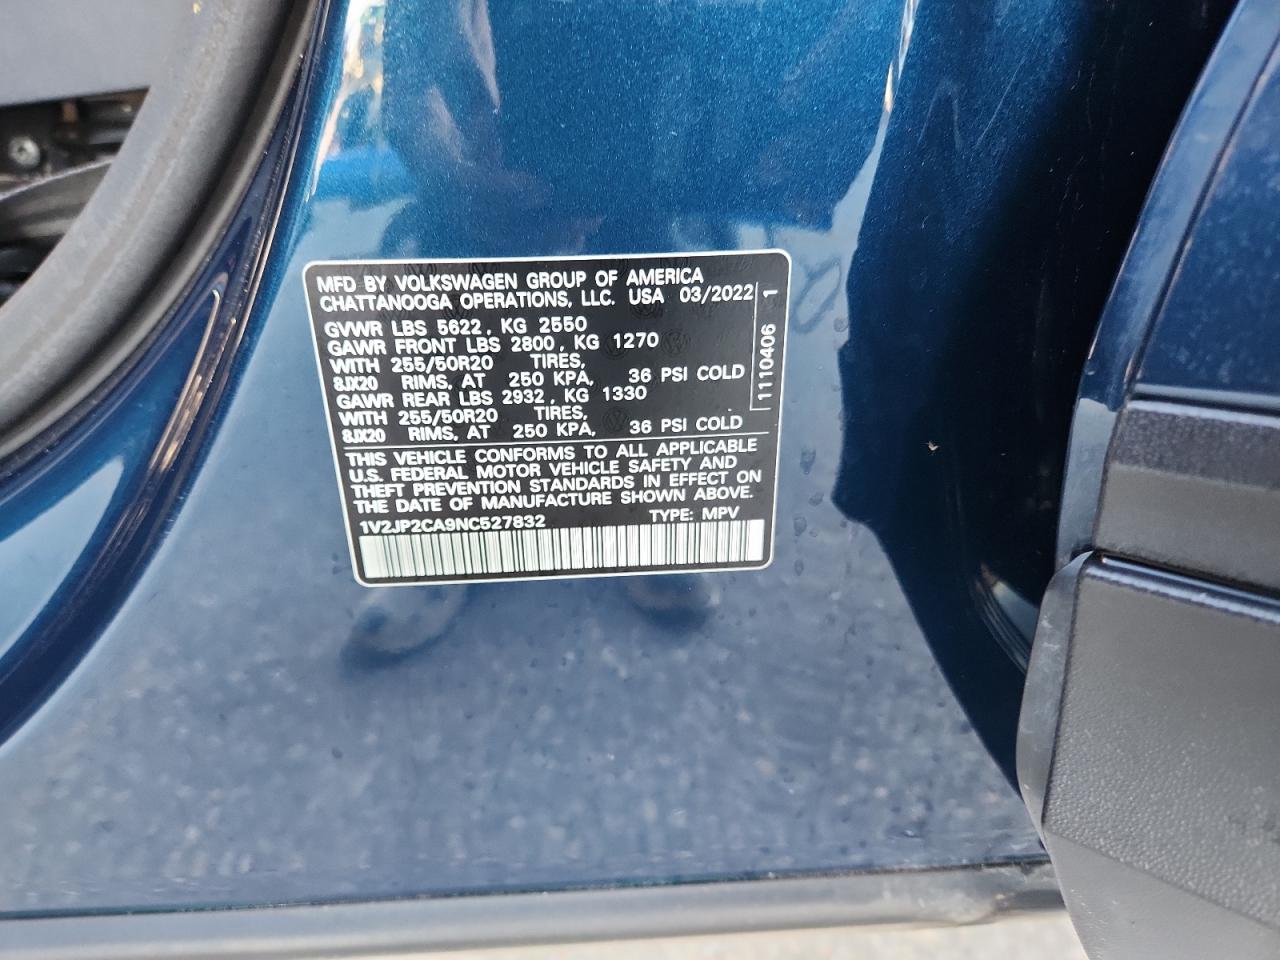 MFD BY VOLKSWAGEN GROUP OF AMERICA
CHATTANOOGA OPERATIONS, LLC. USA 03/2022
GVWR LBS 5622, KG 2550
GAWR FRONT LBS 2800, KG 1270
WITH 255/50R20 TIRES,
8JX20 RIMS, AT 250 KPA, 36 PSI COLD
GAWR REAR LBS 2932, KG 1330
WITH 255/50R20 TIRES,
8JX20 RIMS, AT 250 KPA, 36 PSI COLD
THIS VEHICLE CONFORMS TO ALL APPLICABLE
U.S. FEDERAL MOTOR VEHICLE SAFETY AND
THEFT PREVENTION STANDARDS IN EFFECT ON
THE DATE OF MANUFACTURE SHOWN ABOVE.
1V2JP2CA9NC527832 TYPE: MPV
1110406 1